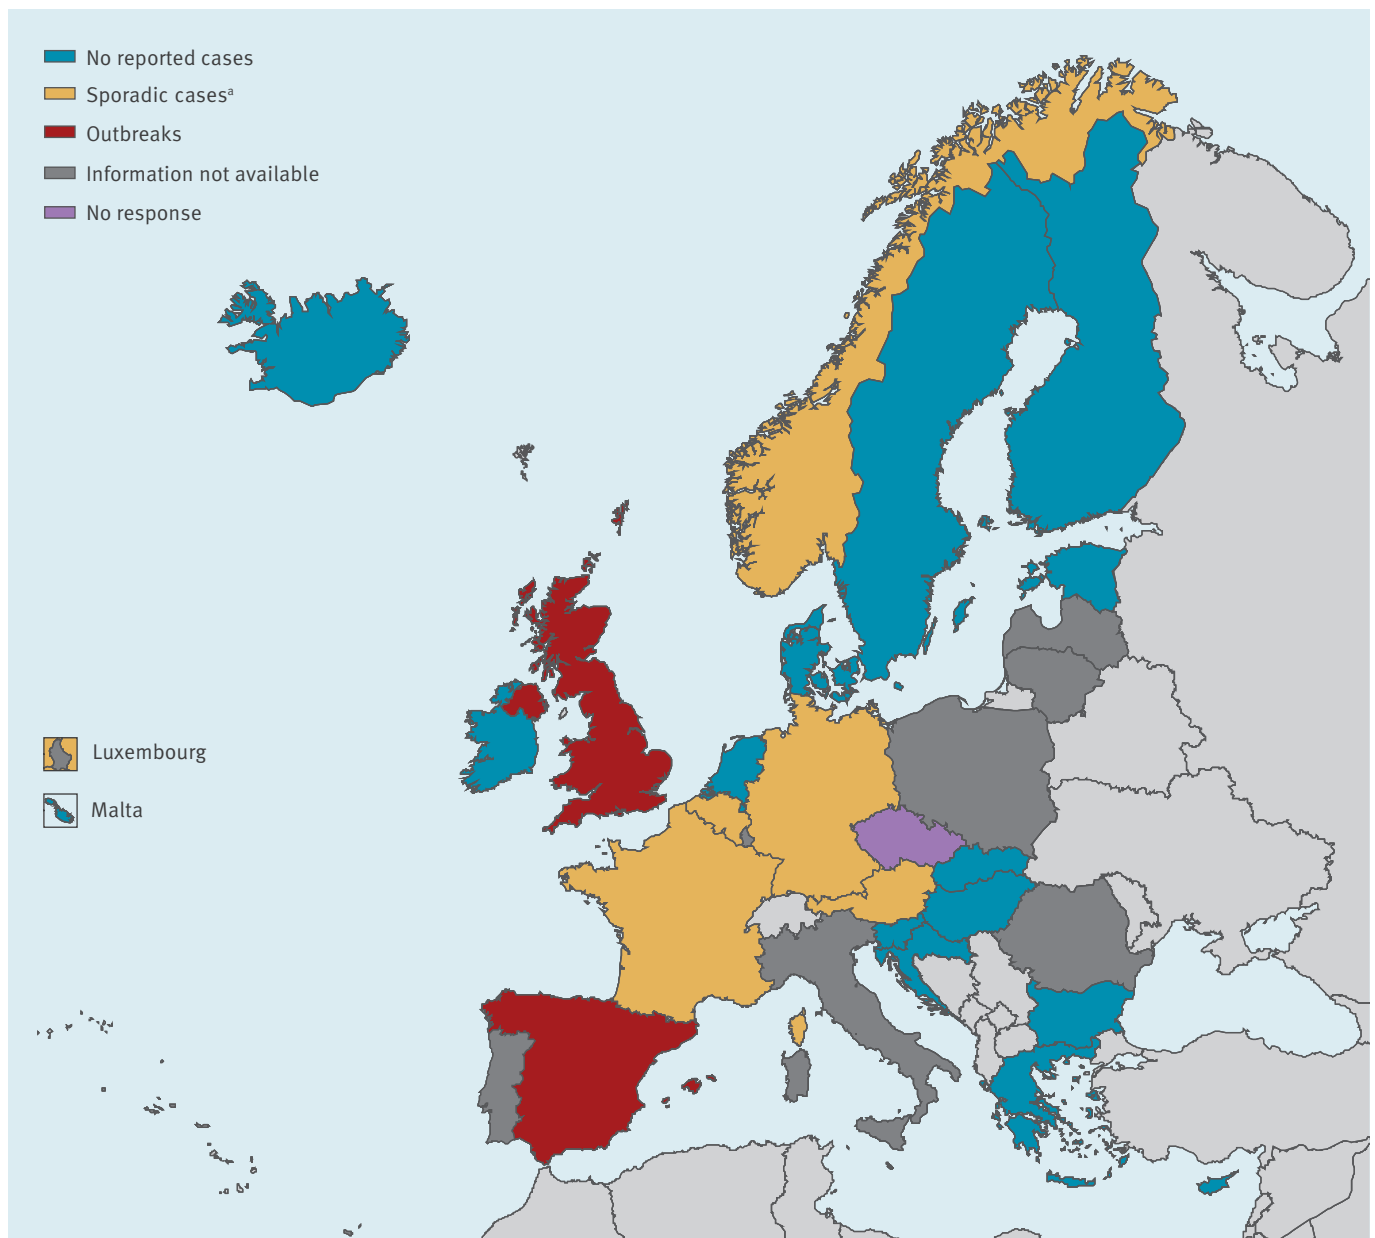 No reported cases
Sporadic casesª
Outbreaks
Information not available
No response
Luxembourg
Malta